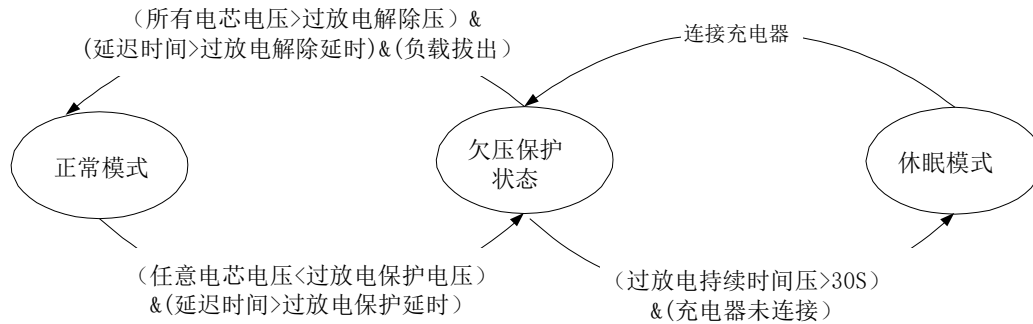 （所有电芯电压>过放电解除压）&
(延迟时间>过放电解除延时)&(负载拔出）
连接充电器
正常模式
欠压保护
状态
休眠模式
（任意电芯电压<过放电保护电压）
&(延迟时间>过放电保护延时）
（过放电持续时间压>30S）
&(充电器未连接）